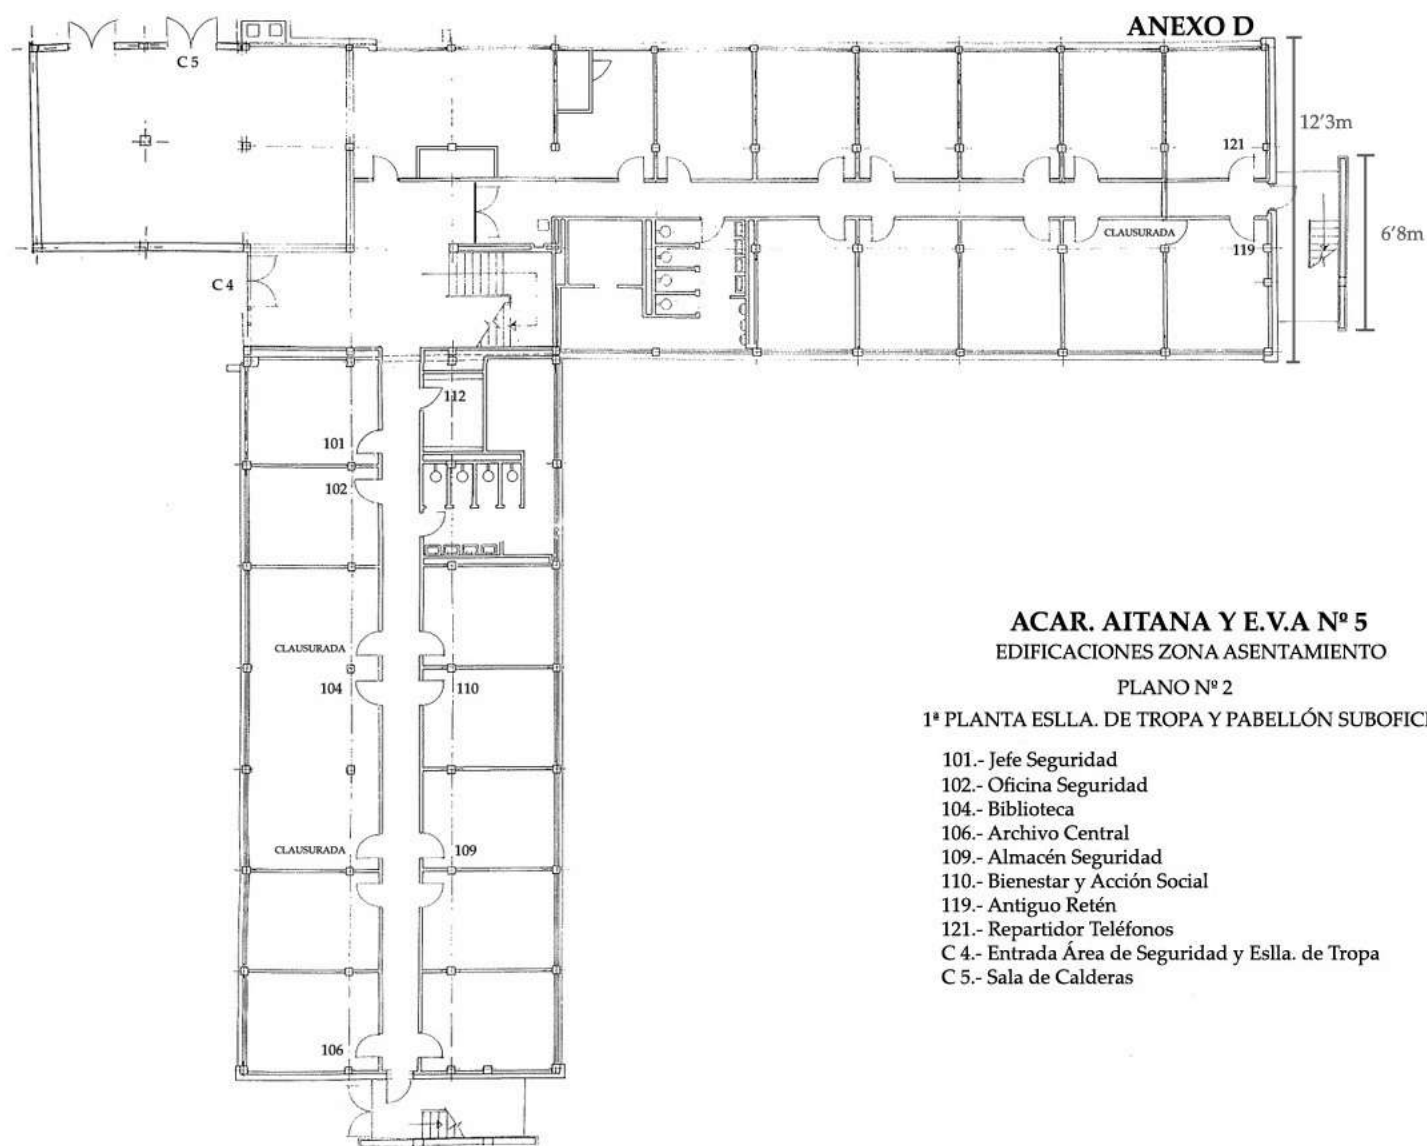 ANEXO D
C 5
12'3m
121
6'8m
CLAUSURADA
119
C 4
112
101
102
CLAUSURADA
104
110
CLAUSURADA
109
106
ACAR. AITANA Y E.V.A Nº 5
EDIFICACIONES ZONA ASENTAMIENTO
PLANO Nº 2
1ª PLANTA ESLLA. DE TROPA Y PABELLÓN SUBOFICI
101.- Jefe Seguridad
102.- Oficina Seguridad
104.- Biblioteca
106.- Archivo Central
109.- Almacén Seguridad
110.- Bienestar y Acción Social
119.- Antiguo Retén
121.- Repartidor Teléfonos
C 4.- Entrada Área de Seguridad y Eslla. de Tropa
C 5.- Sala de Calderas